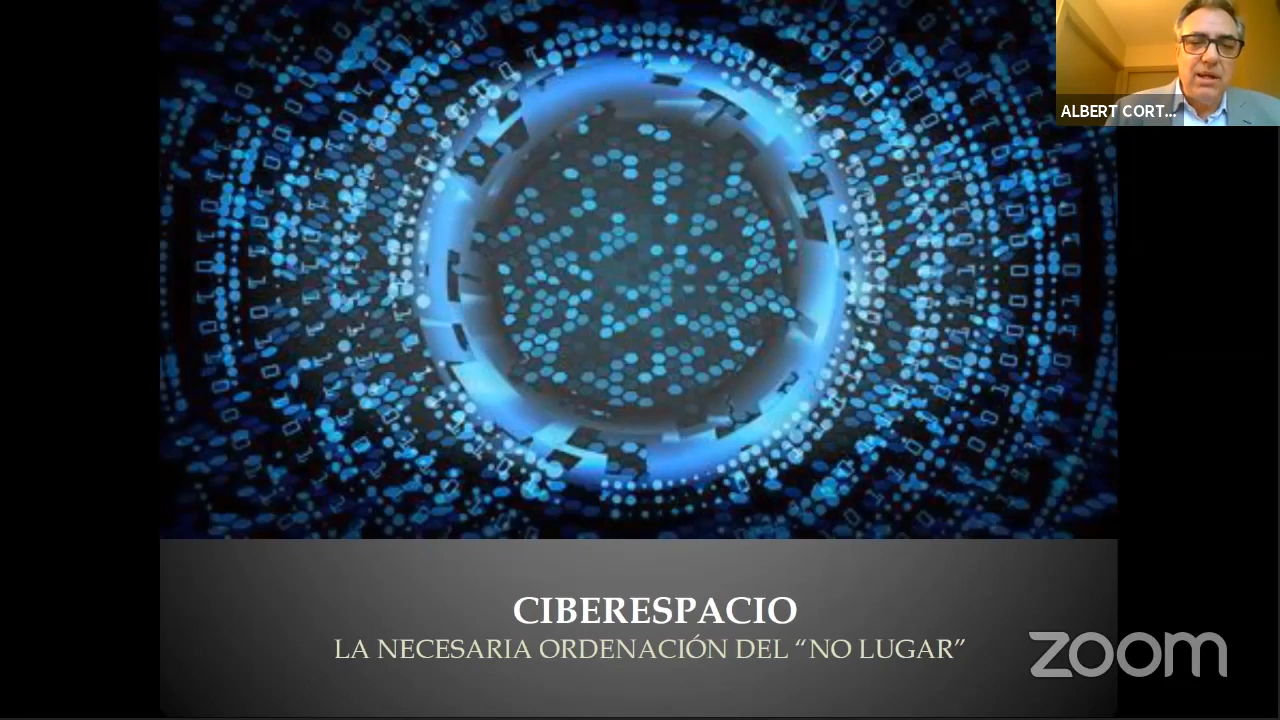 ALBERT CORT...
CIBERESPACIO
LA NECESARIA ORDENACIÓN DEL “NO LUGAR”
zoom